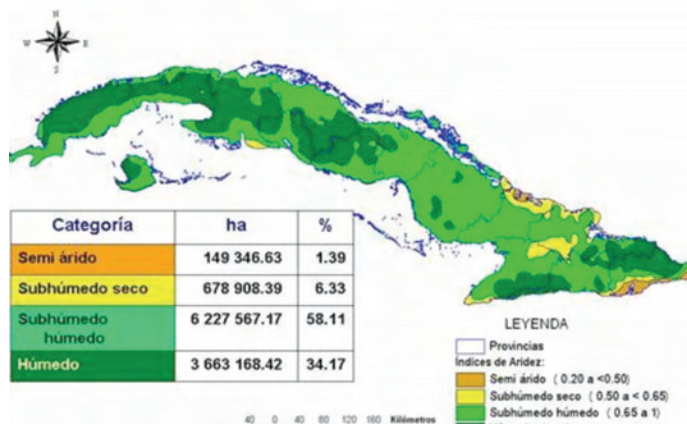 N
W E
S
Categoría ha %
Semi árido 149 346.63 1.39
Subhúmedo seco 678 908.39 6.33
Subhúmedo húmedo 6 227 567.17 58.11
Húmedo 3 663 168.42 34.17
LEYENDA
Provincias
Índices de Aridez:
Semi árido ( 0.20 a <0.50)
Subhúmedo seco ( 0.50 a < 0.65)
Subhúmedo húmedo ( 0.65 a 1)
40 0 40 80 120 160 Kilómetros